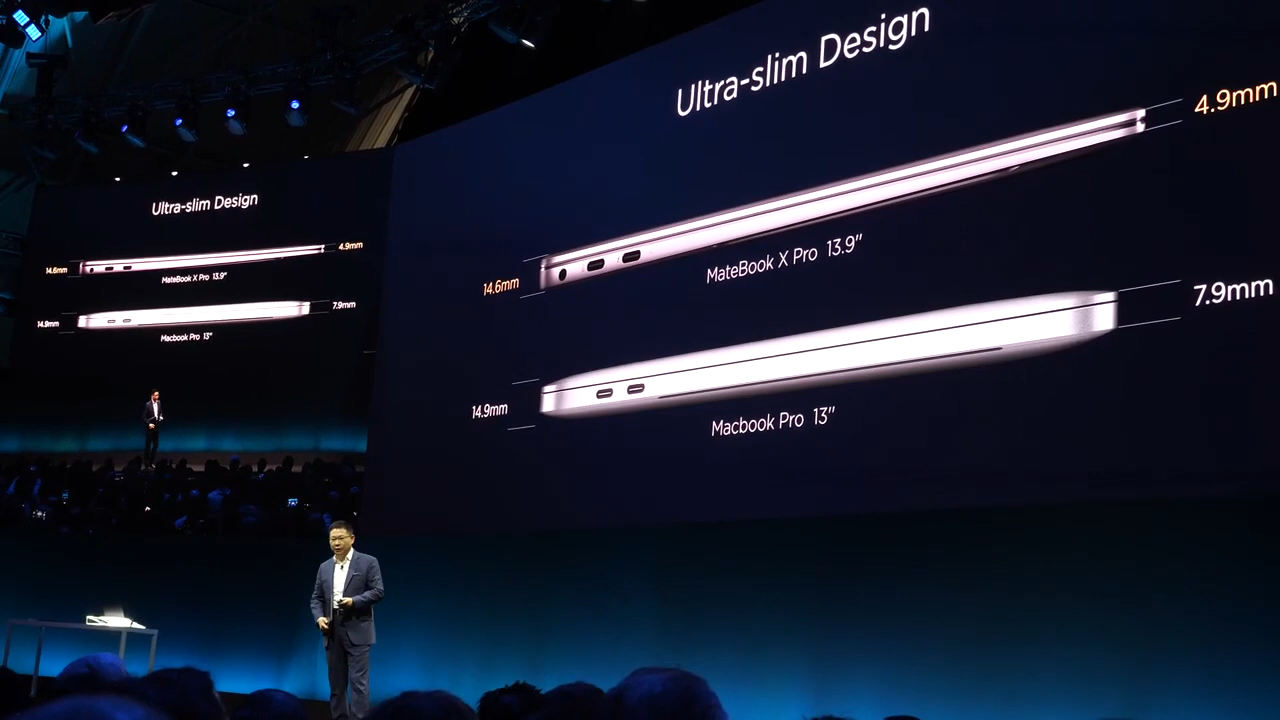 Ultra-slim Design
4.9mm
14.6mm
MateBook X Pro 13.9"
7.9mm
14.9mm
Macbook Pro 13"
Ultra-slim Design
4.9mm
14.6mm
MateBook X Pro 13.9"
7.9mm
14.9mm
Macbook Pro 13"